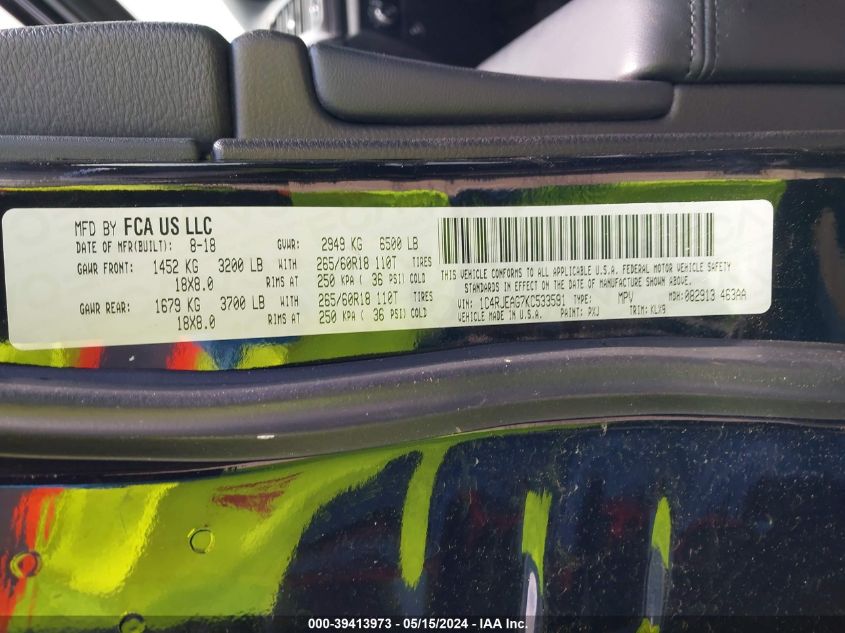 MFD BY FCA US LLC
DATE OF MFR(BUILT): 8-18 GVWR: 2949 KG 6500 LB
GAWR FRONT: 1452 KG 3200 LB WITH 265/60R18 110T TIRES
18X8.0 RIMS AT 250 KPA ( 36 PSI) COLD
GAWR REAR: 1679 KG 3700 LB WITH 265/60R18 110T TIRES
18X8.0 RIMS AT 250 KPA ( 36 PSI) COLD
THIS VEHICLE CONFORMS TO ALL APPLICABLE U.S.A. FEDERAL MOTOR VEHICLE SAFETY
STANDARDS IN EFFECT ON THE DATE OF MANUFACTURE SHOWN ABOVE.
VIN: 1C4RJEAG7KC533591 TYPE: MPV MDH: 082913 463AA
VEHICLE MADE IN U.S.A. PAINT: PXJ TRIM: KLX9
000-39413973 - 05/15/2024 - IAA Inc.